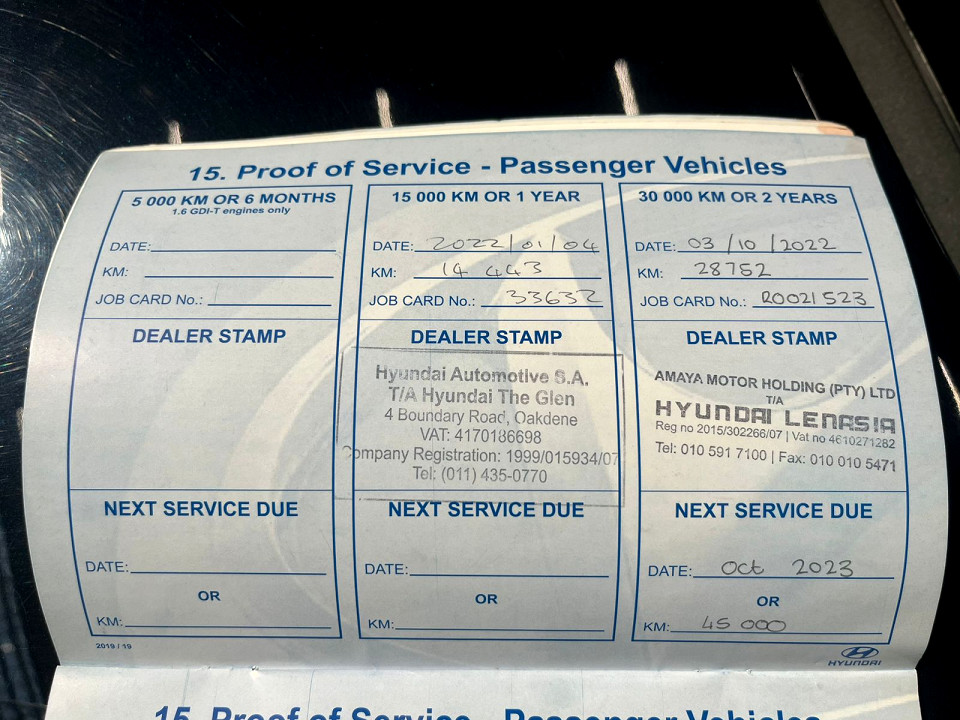 15. Proof of Service - Passenger Vehicles
5 000 KM OR 6 MONTHS
1.6 GDI-T engines only
DATE:
KM:
JOB CARD No.:
DEALER STAMP
NEXT SERVICE DUE
DATE:
OR
KM:
2019 / 19
15 000 KM OR 1 YEAR
DATE: 2022/01/04
KM: 14 443
JOB CARD No.: 33632
DEALER STAMP
Hyundai Automotive S.A.
T/A Hyundai The Glen
4 Boundary Road, Oakdene
VAT: 4170186698
Company Registration: 1999/015934/07
Tel: (011) 435-0770
NEXT SERVICE DUE
DATE:
OR
KM:
30 000 KM OR 2 YEARS
DATE: 03/10/2022
KM: 28752
JOB CARD No.: R0021523
DEALER STAMP
AMAYA MOTOR HOLDING (PTY) LTD
T/A
HYUNDAI LENASIA
Reg no 2015/302266/07 | Vat no 4610271282
Tel: 010 591 7100 | Fax: 010 010 5471
NEXT SERVICE DUE
DATE: Oct 2023
OR
KM: 45 000
HYUNDAI
15. Proof of Service - Passenger Vehicles